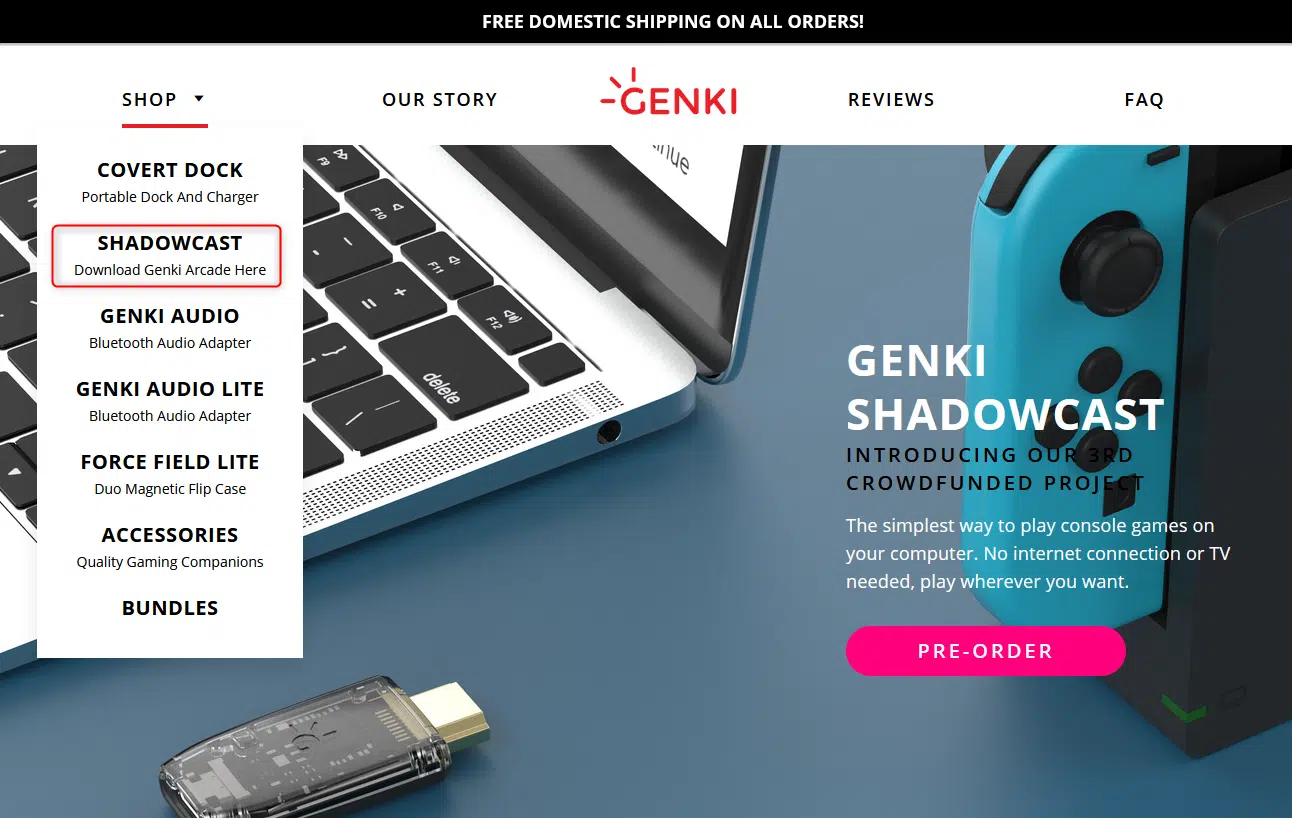 FREE DOMESTIC SHIPPING ON ALL ORDERS!
SHOP
OUR STORY
GENKI
REVIEWS
FAQ
COVERT DOCK
Portable Dock And Charger
SHADOWCAST
Download Genki Arcade Here
GENKI AUDIO
Bluetooth Audio Adapter
GENKI AUDIO LITE
Bluetooth Audio Adapter
FORCE FIELD LITE
Duo Magnetic Flip Case
ACCESSORIES
Quality Gaming Companions
BUNDLES
F9
F10
F11
F12
delete
GENKI
SHADOWCAST
INTRODUCING OUR 3RD
CROWDFUNDED PROJECT
The simplest way to play console games on
your computer. No internet connection or TV
needed, play wherever you want.
PRE-ORDER